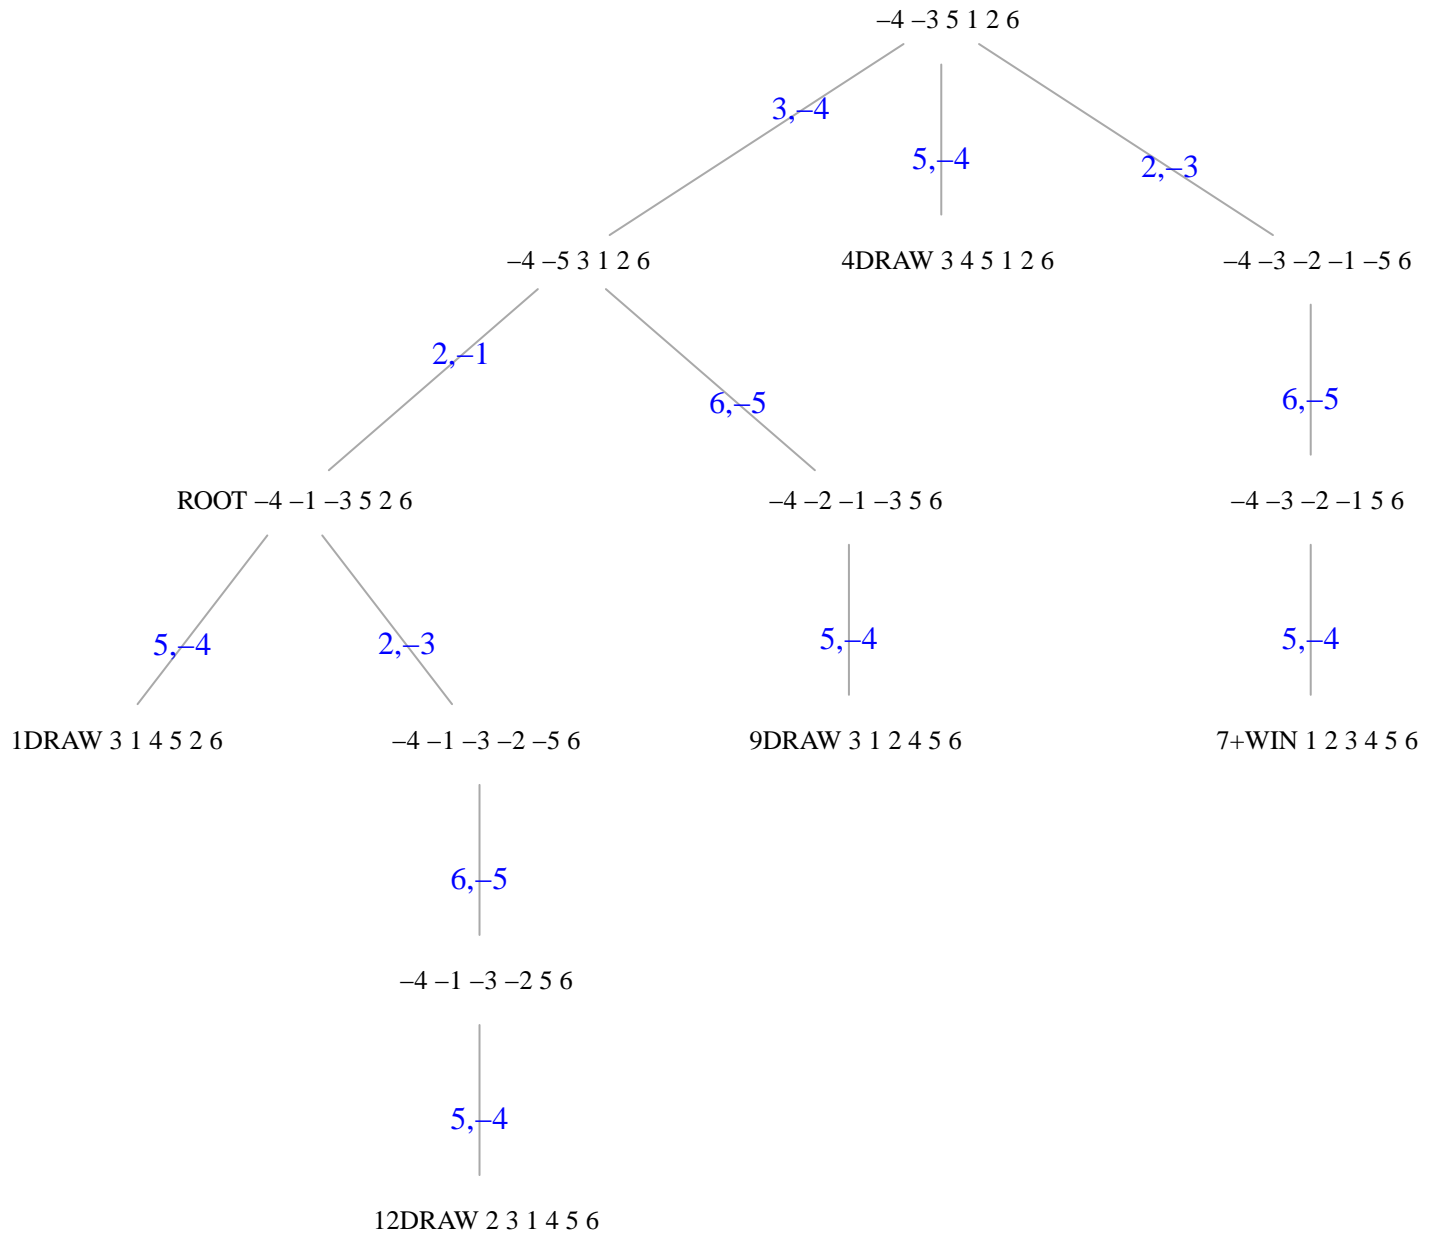 –4 –3 5 1 2 6
3,–4
5,–4
2,–3
–4 –5 3 1 2 6
4DRAW 3 4 5 1 2 6
–4 –3 –2 –1 –5 6
2,–1
6,–5
6,–5
ROOT –4 –1 –3 5 2 6
–4 –2 –1 –3 5 6
–4 –3 –2 –1 5 6
5,–4
2,–3
5,–4
5,–4
1DRAW 3 1 4 5 2 6
–4 –1 –3 –2 –5 6
9DRAW 3 1 2 4 5 6
7+WIN 1 2 3 4 5 6
6,–5
–4 –1 –3 –2 5 6
5,–4
12DRAW 2 3 1 4 5 6